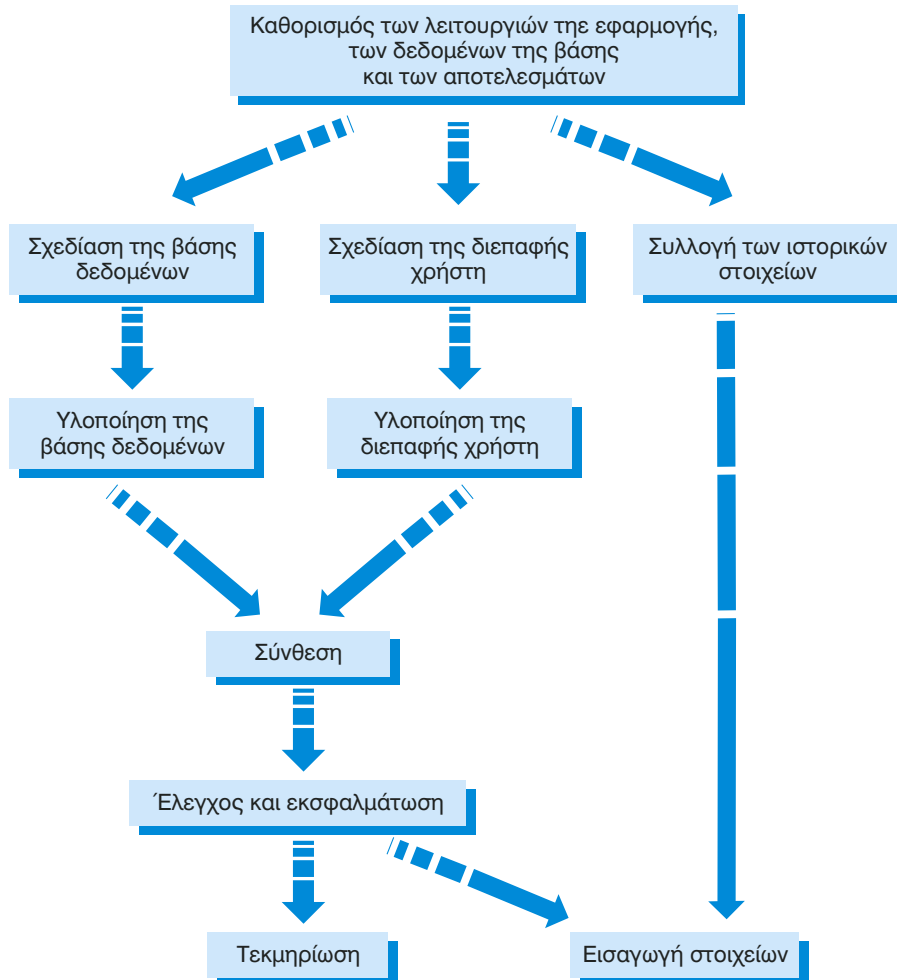 Καθορισμός των λειτουργιών τηε εφαρμογής,
των δεδομένων της βάσης
και των αποτελεσμάτων
Σχεδίαση της βάσης
δεδομένων
Σχεδίαση της διεπαφής
χρήστη
Συλλογή των ιστορικών
στοιχείων
Υλοποίηση της
βάσης δεδομένων
Υλοποίηση της
διεπαφής χρήστη
Σύνθεση
Έλεγχος και εκσφαλμάτωση
Τεκμηρίωση
Εισαγωγή στοιχείων